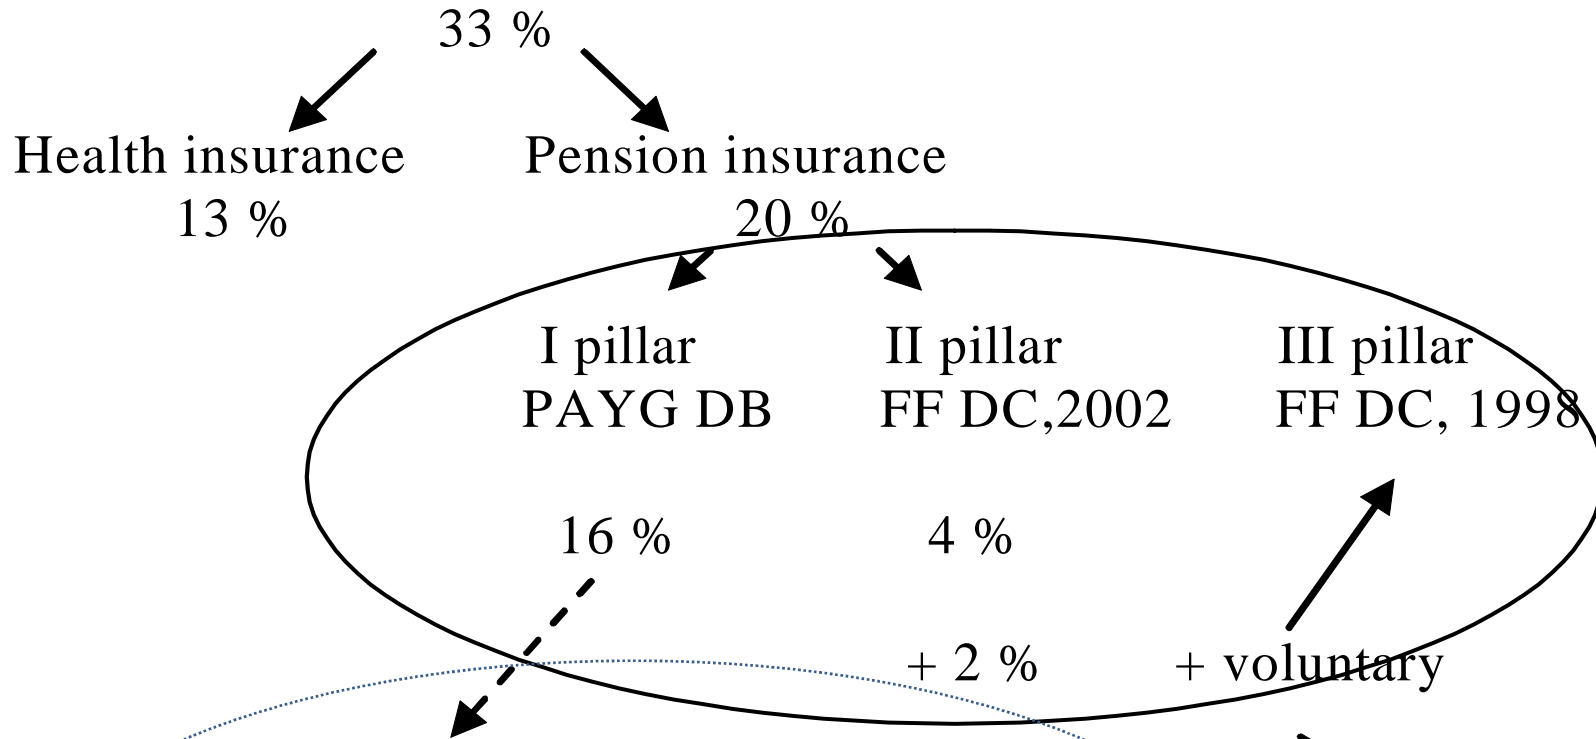 33 %
Health insurance
Pension insurance
13 %
20 %
I pillar
II pillar
III pillar
PAYG DB
FF DC,2002
FF DC, 1998
16 %
4 %
+ 2 %
+ voluntary